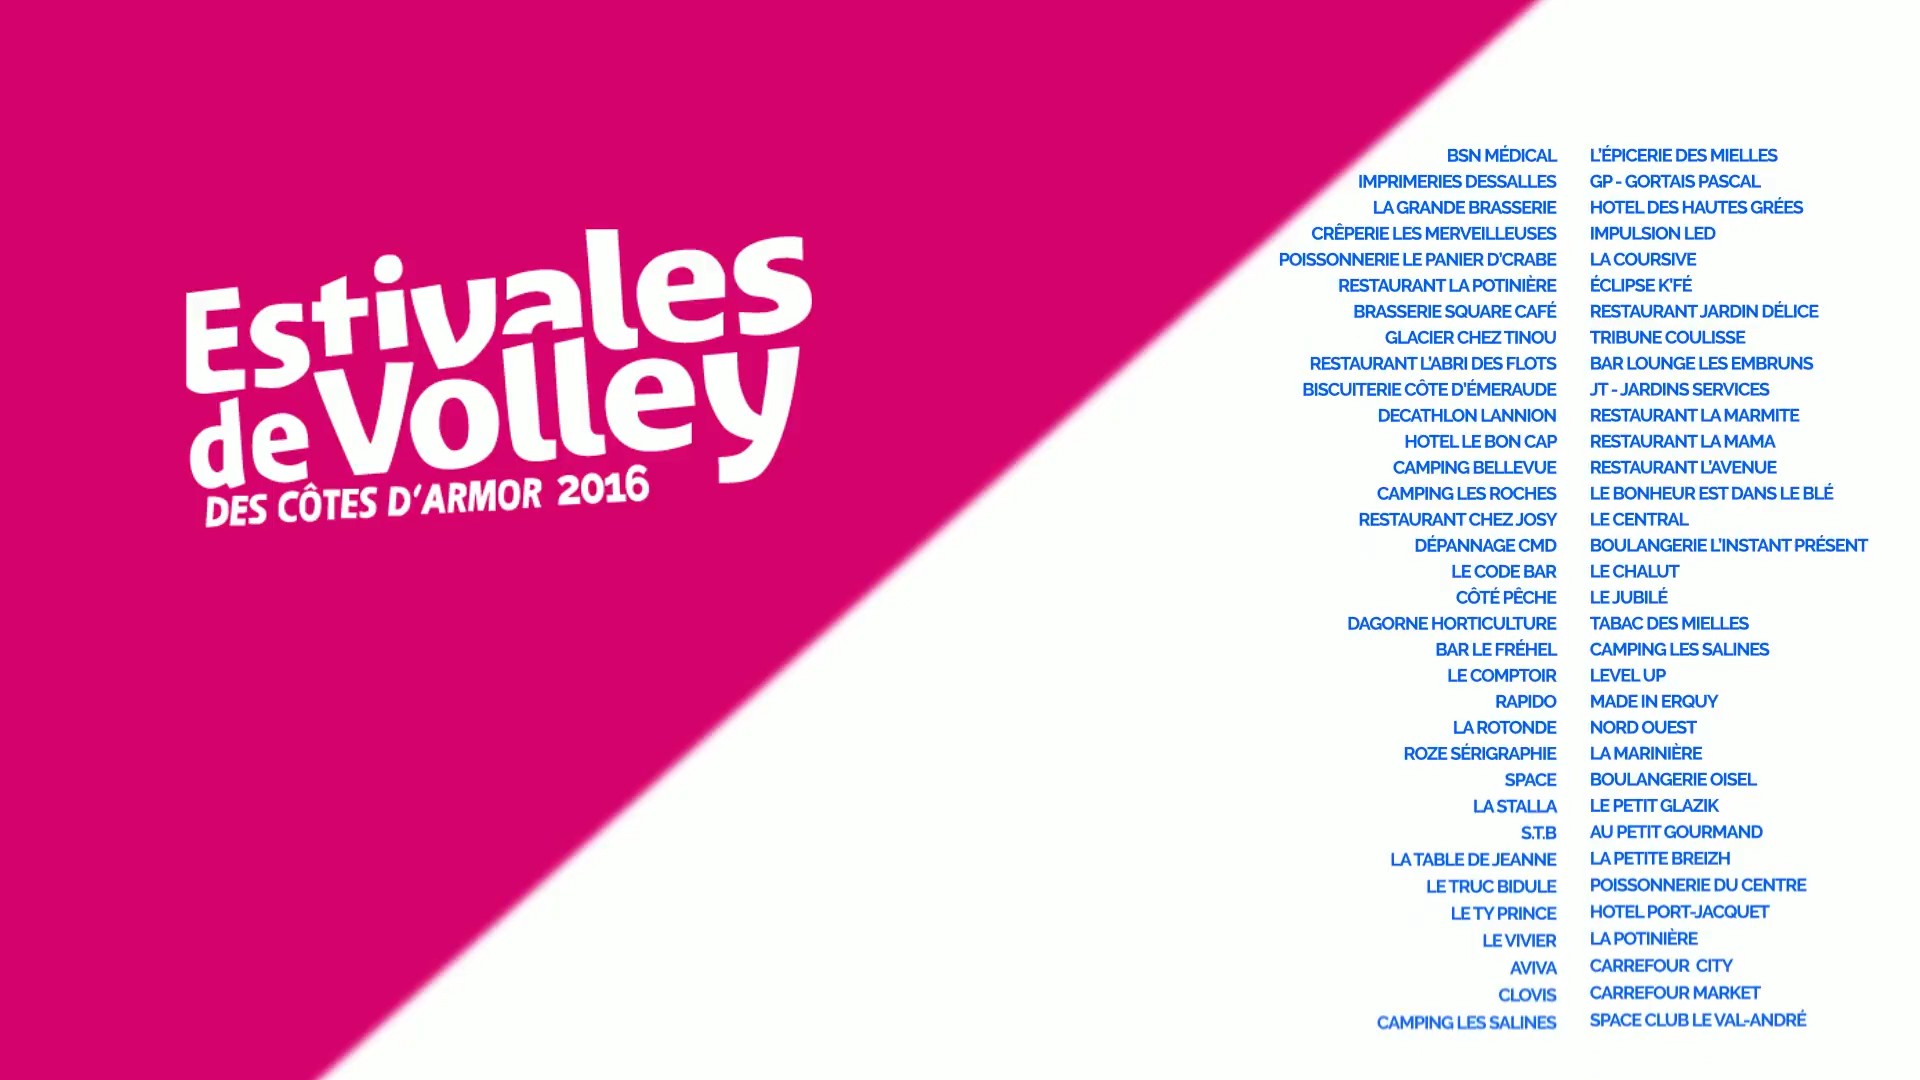 Estivales
de Volley
DES CÔTES D'ARMOR 2016
BSN MÉDICAL
IMPRIMERIES DESSALLES
LA GRANDE BRASSERIE
CRÊPERIE LES MERVEILLEUSES
POISSONNERIE LE PANIER D'CRABE
RESTAURANT LA POTINIÈRE
BRASSERIE SQUARE CAFÉ
GLACIER CHEZ TINOU
RESTAURANT L'ABRI DES FLOTS
BISCUITERIE CÔTE D'ÉMERAUDE
DECATHLON LANNION
HOTEL LE BON CAP
CAMPING BELLEVUE
CAMPING LES ROCHES
RESTAURANT CHEZ JOSY
DÉPANNAGE CMD
LE CODE BAR
CÔTÉ PÊCHE
DAGORNE HORTICULTURE
BAR LE FRÉHEL
LE COMPTOIR
RAPIDO
LA ROTONDE
ROZE SÉRIGRAPHIE
SPACE
LA STALLA
S.T.B
LA TABLE DE JEANNE
LE TRUC BIDULE
LE TY PRINCE
LE VIVIER
AVIVA
CLOVIS
CAMPING LES SALINES
L'ÉPICERIE DES MIELLES
GP - GORTAIS PASCAL
HOTEL DES HAUTES GRÉES
IMPULSION LED
LA COURSIVE
ÉCLIPSE K'FÉ
RESTAURANT JARDIN DÉLICE
TRIBUNE COULISSE
BAR LOUNGE LES EMBRUNS
JT - JARDINS SERVICES
RESTAURANT LA MARMITE
RESTAURANT LA MAMA
RESTAURANT L'AVENUE
LE BONHEUR EST DANS LE BLÉ
LE CENTRAL
BOULANGERIE L'INSTANT PRÉSENT
LE CHALUT
LE JUBILÉ
TABAC DES MIELLES
CAMPING LES SALINES
LEVEL UP
MADE IN ERQUY
NORD OUEST
LA MARINIÈRE
BOULANGERIE OISEL
LE PETIT GLAZIK
AU PETIT GOURMAND
LA PETITE BREIZH
POISSONNERIE DU CENTRE
HOTEL PORT-JACQUET
LA POTINIÈRE
CARREFOUR CITY
CARREFOUR MARKET
SPACE CLUB LE VAL-ANDRÉ